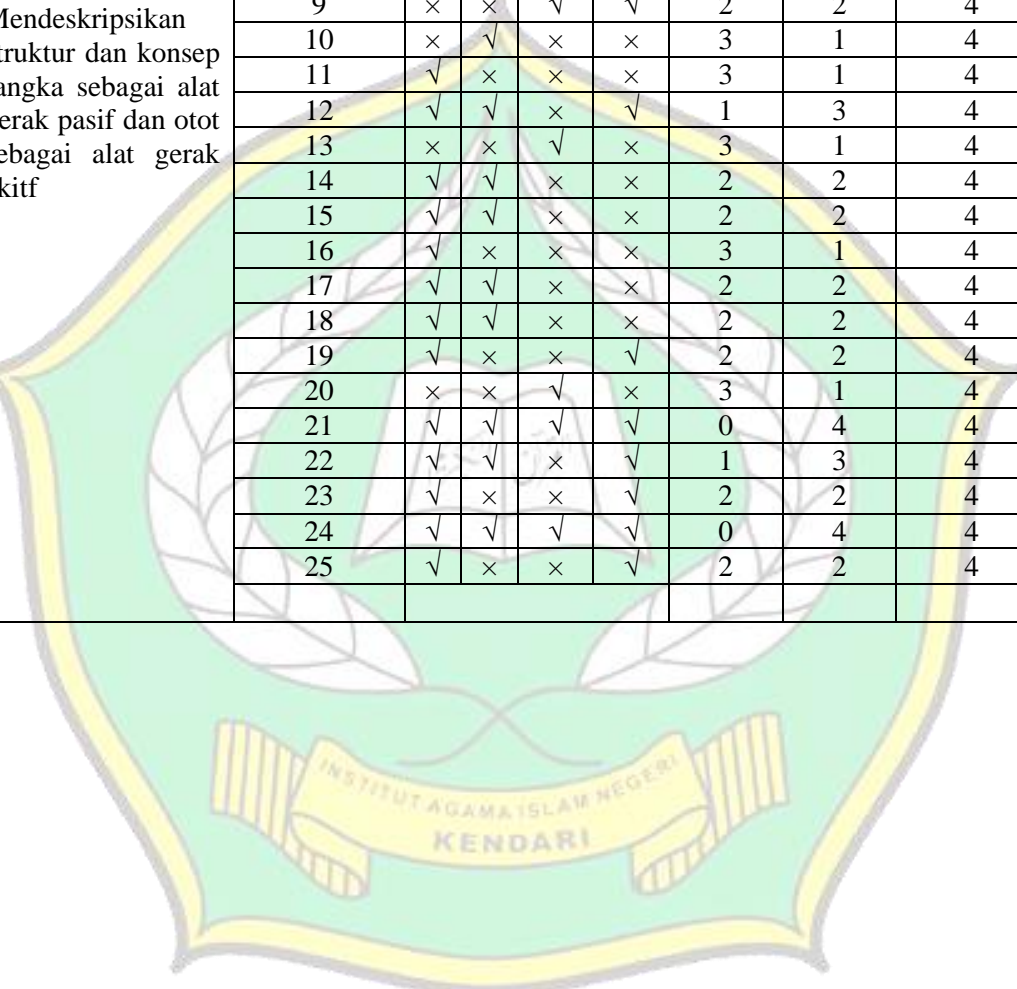 9 × × √ √ 2 2 4
Mendeskripsikan
truktur dan konsep
angka sebagai alat
erak pasif dan otot
ebagai alat gerak
kitf
10 × √ × × 3 1 4
11 √ × × × 3 1 4
12 √ √ × √ 1 3 4
13 × × √ × 3 1 4
14 √ √ × × 2 2 4
15 √ √ × × 2 2 4
16 √ × × × 3 1 4
17 √ √ × × 2 2 4
18 √ √ × × 2 2 4
19 √ × × √ 2 2 4
20 × × √ × 3 1 4
21 √ √ √ √ 0 4 4
22 √ √ × √ 1 3 4
23 √ × × √ 2 2 4
24 √ √ √ √ 0 4 4
25 √ × × √ 2 2 4
INSTITUT AGAMA ISLAM NEGERI
KENDARI